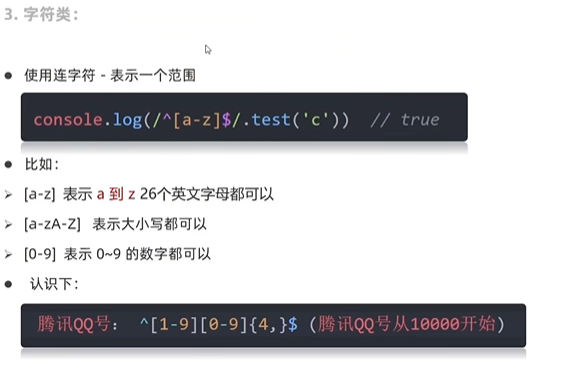 3. 字符类：
● 使用连字符 - 表示一个范围
console.log(/^[a-z]$/.test('c'))  // true
● 比如：
➢ [a-z] 表示 a 到 z 26个英文字母都可以
➢ [a-zA-Z] 表示大小写都可以
➢ [0-9] 表示 0~9 的数字都可以
● 认识下：
腾讯QQ号： ^[1-9][0-9]{4,}$ (腾讯QQ号从10000开始)